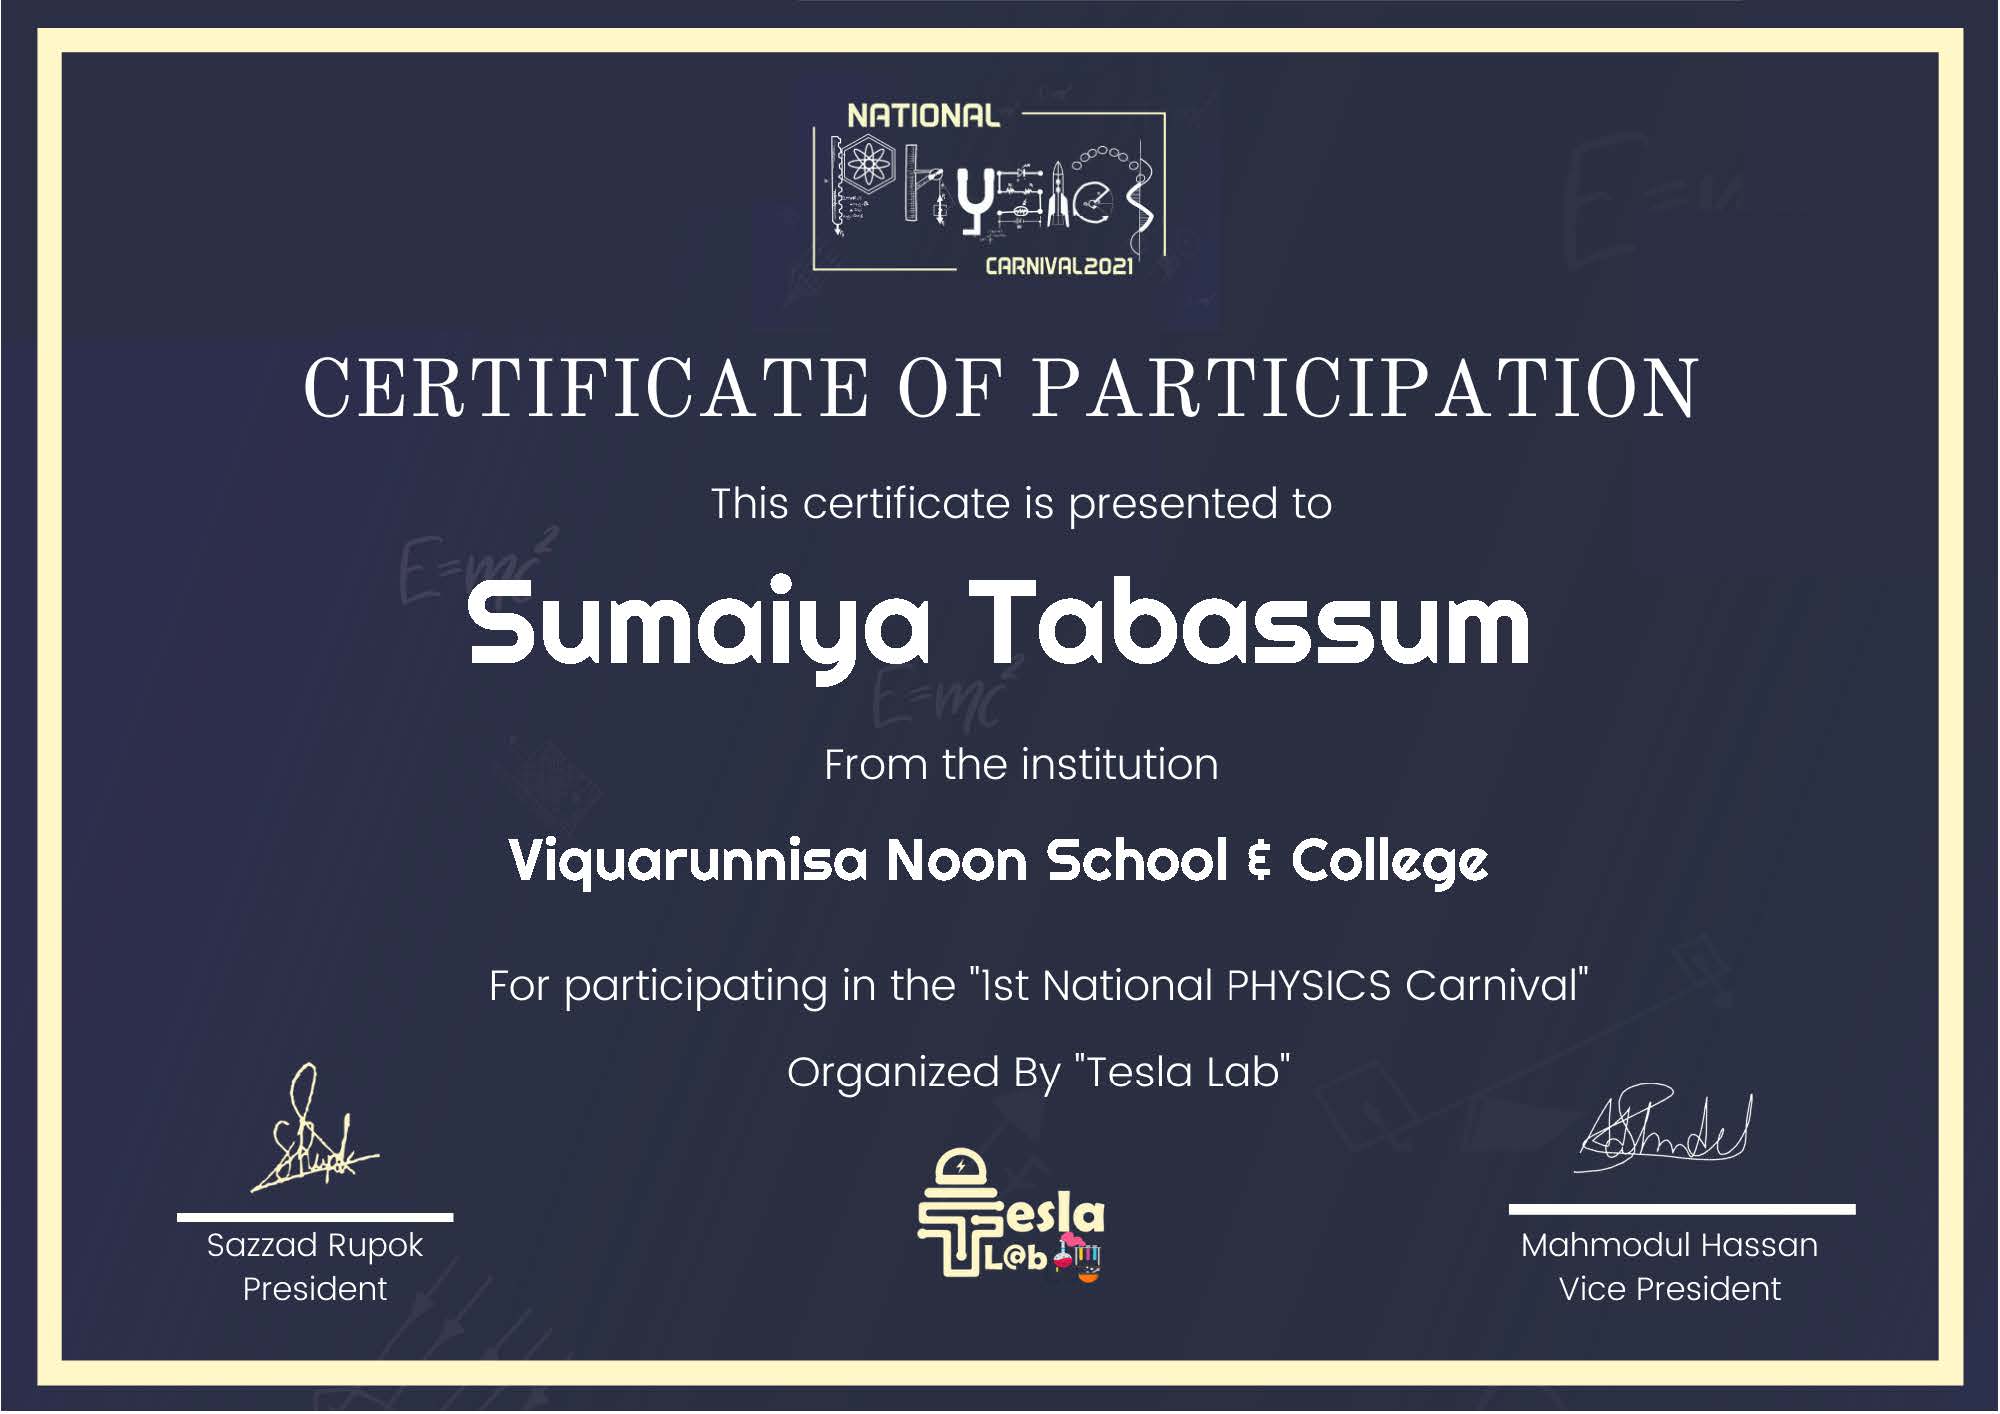 NATIONAL
Physics
CARNIVAL2021
CERTIFICATE OF PARTICIPATION
This certificate is presented to
E=mc²
Sumaiya Tabassum
E=mc²
From the institution
Viquarunnisa Noon School & College
For participating in the "1st National PHYSICS Carnival"
Organized By "Tesla Lab"
Tesla
L@b
Sazzad Rupok
President
Mahmodul Hassan
Vice President